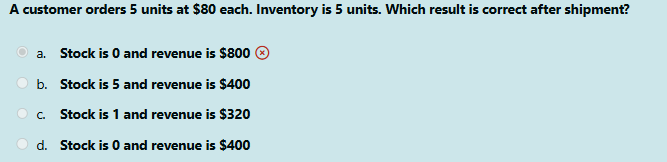 A customer orders 5 units at $80 each. Inventory is 5 units. Which result is correct after shipment?
a. Stock is 0 and revenue is $800
b. Stock is 5 and revenue is $400
c. Stock is 1 and revenue is $320
d. Stock is 0 and revenue is $400